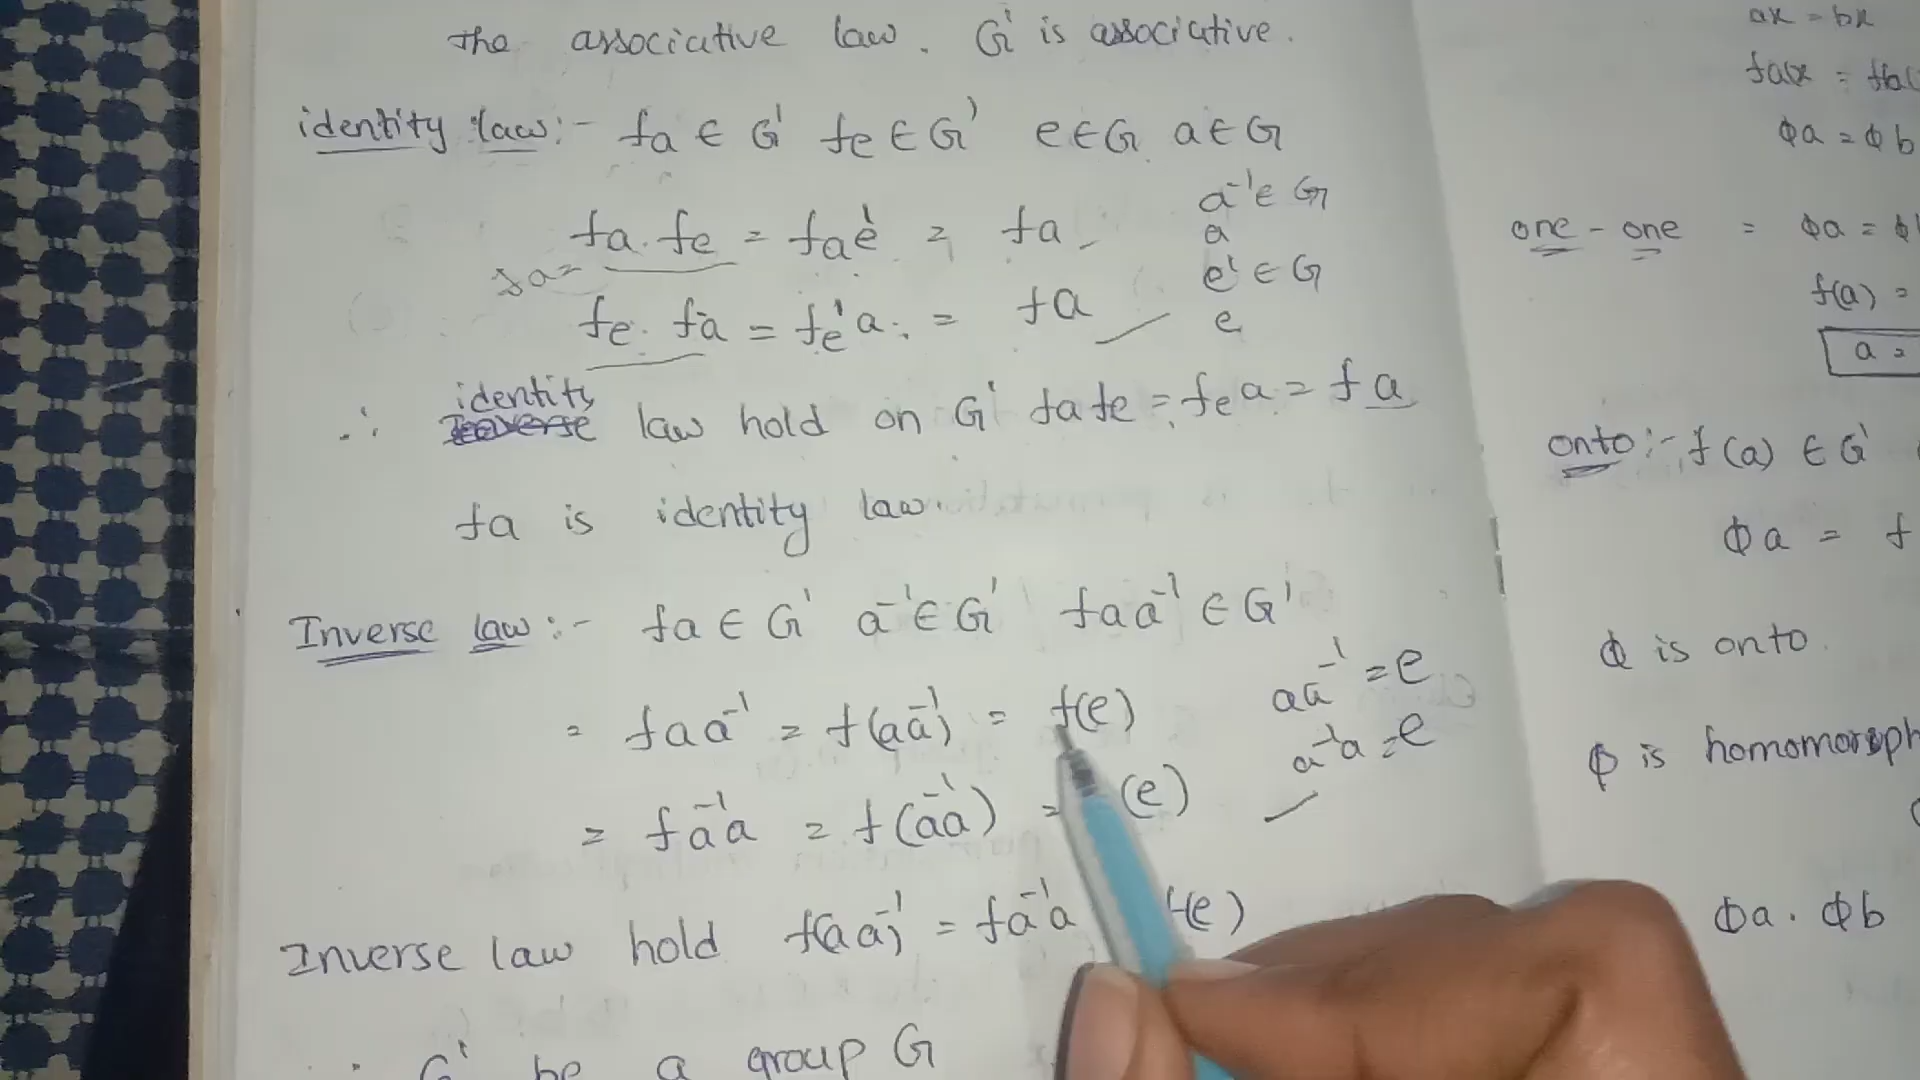 the associative law. G' is associative.
identity law:- fa ∈ G' fe ∈ G' e∈G a∈G
a⁻¹∈ G
fa. fe = fae' = fa
a
fa=
e' ∈ G
fe. fa = fe'a. = fa
e
identity
∴ law hold on G' fafe = fea = fa
fa is identity law.
Inverse law:- fa ∈ G' a⁻¹∈ G' faa⁻¹ ∈ G'
aa⁻¹ = e
= faa⁻¹ = f(aa⁻¹) = f(e)
a⁻¹a = e
= fa⁻¹a = f(a⁻¹a) = (e)
Inverse law hold f(aa⁻¹) = fa⁻¹a f(e)
G' be a group G
ax = bx
fa(x =
ϕa = ϕb
one - one = ϕa =
f(a) =
a =
onto:- f(a) ∈ G'
ϕa = f
ϕ is onto.
ϕ is homomorph
ϕa . ϕb